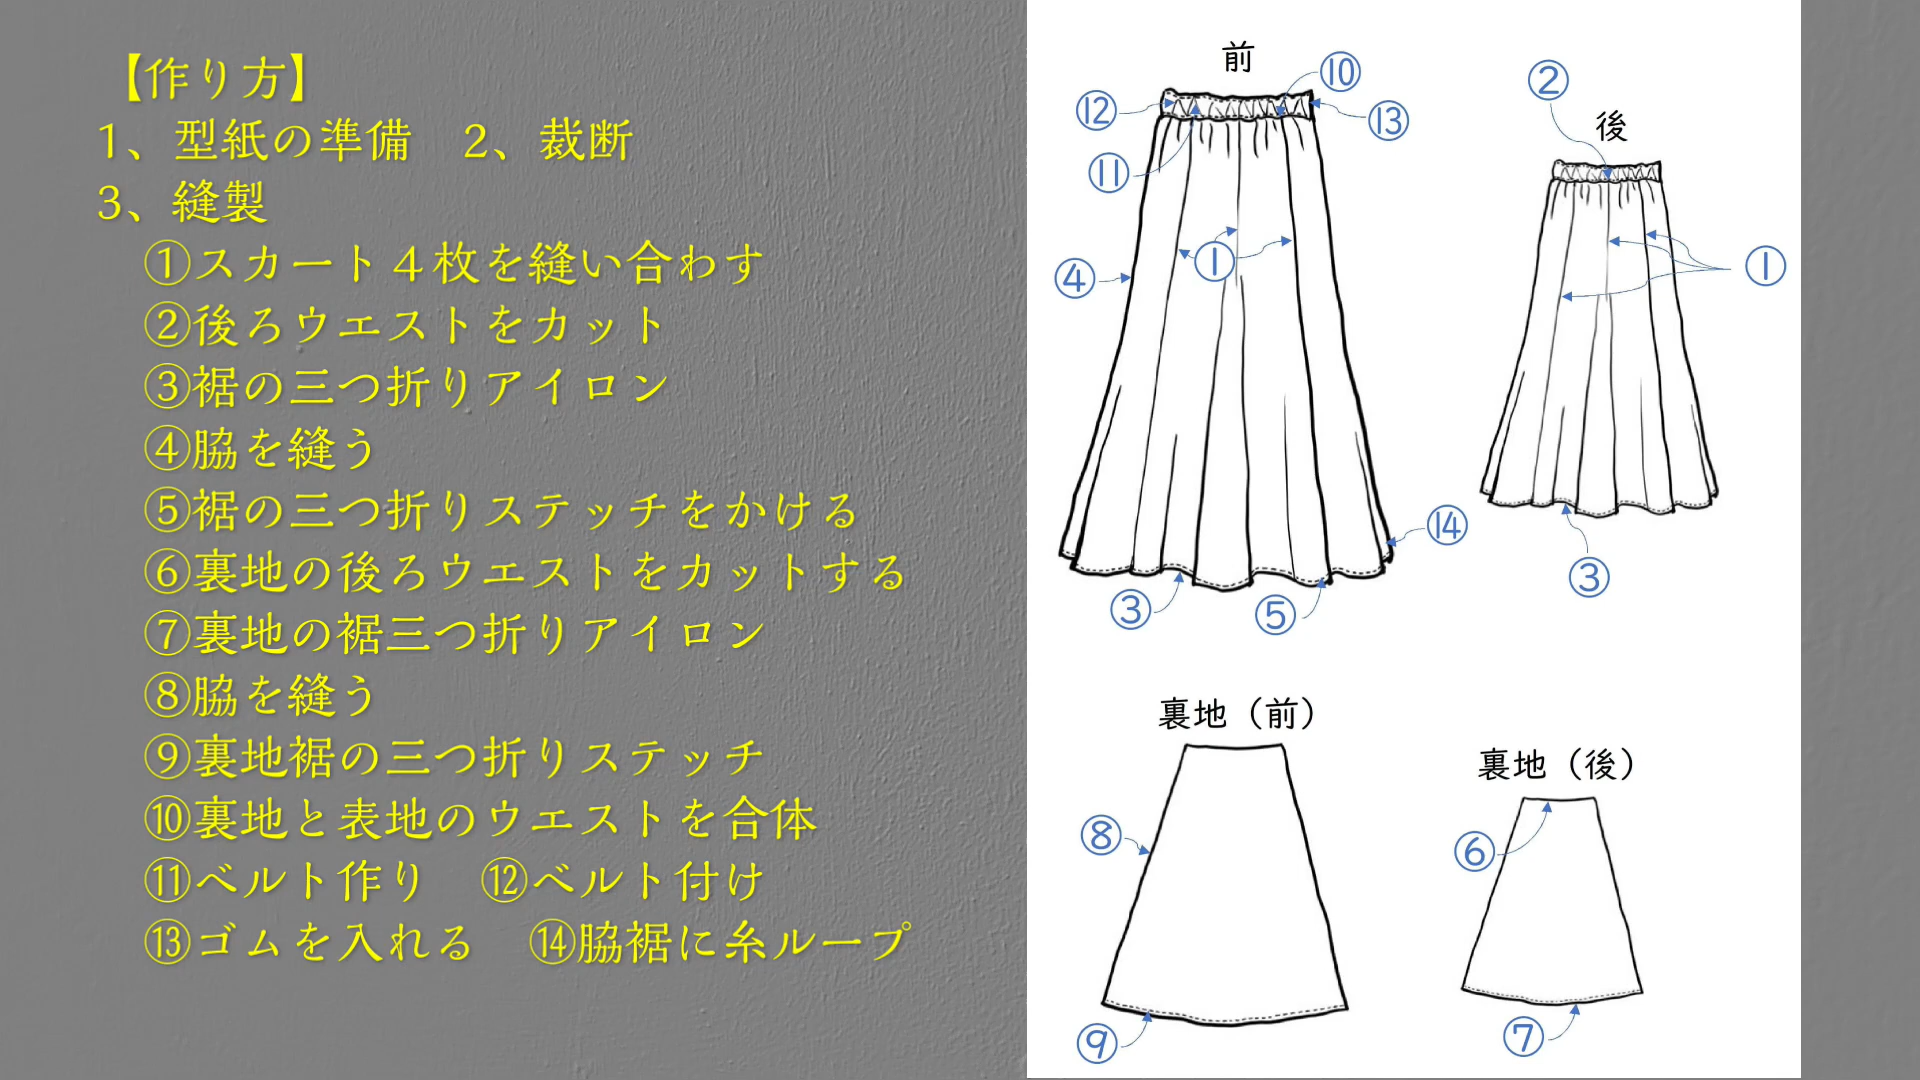 【作り方】
1、型紙の準備　2、裁断
3、縫製
①スカート４枚を縫い合わす
②後ろウエストをカット
③裾の三つ折りアイロン
④脇を縫う
⑤裾の三つ折りステッチをかける
⑥裏地の後ろウエストをカットする
⑦裏地の裾三つ折りアイロン
⑧脇を縫う
⑨裏地裾の三つ折りステッチ
⑩裏地と表地のウエストを合体
⑪ベルト作り　⑫ベルト付け
⑬ゴムを入れる　⑭脇裾に糸ループ
前
⑩
⑫
⑬
⑪
①
④
⑭
③
⑤
②
後
①
③
裏地（前）
⑧
⑨
裏地（後）
⑥
⑦